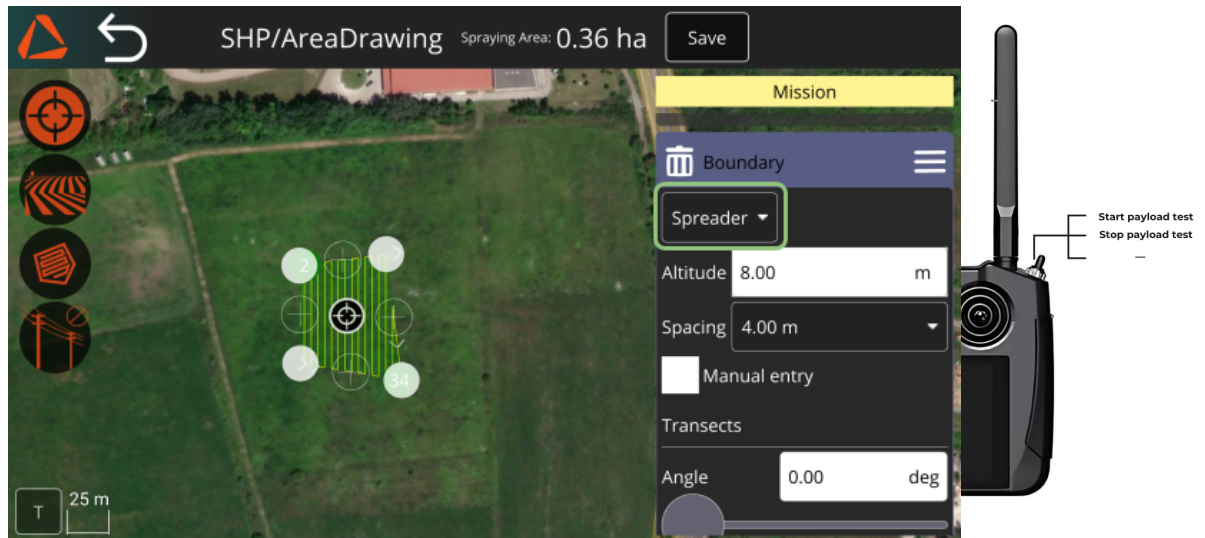 SHP/AreaDrawing Spraying Area: 0.36 ha Save
Mission
Boundary
Spreader
Altitude 8.00 m
Spacing 4.00 m
Manual entry
Transects
Angle 0.00 deg
2
34
T 25 m
Start payload test
Stop payload test
—